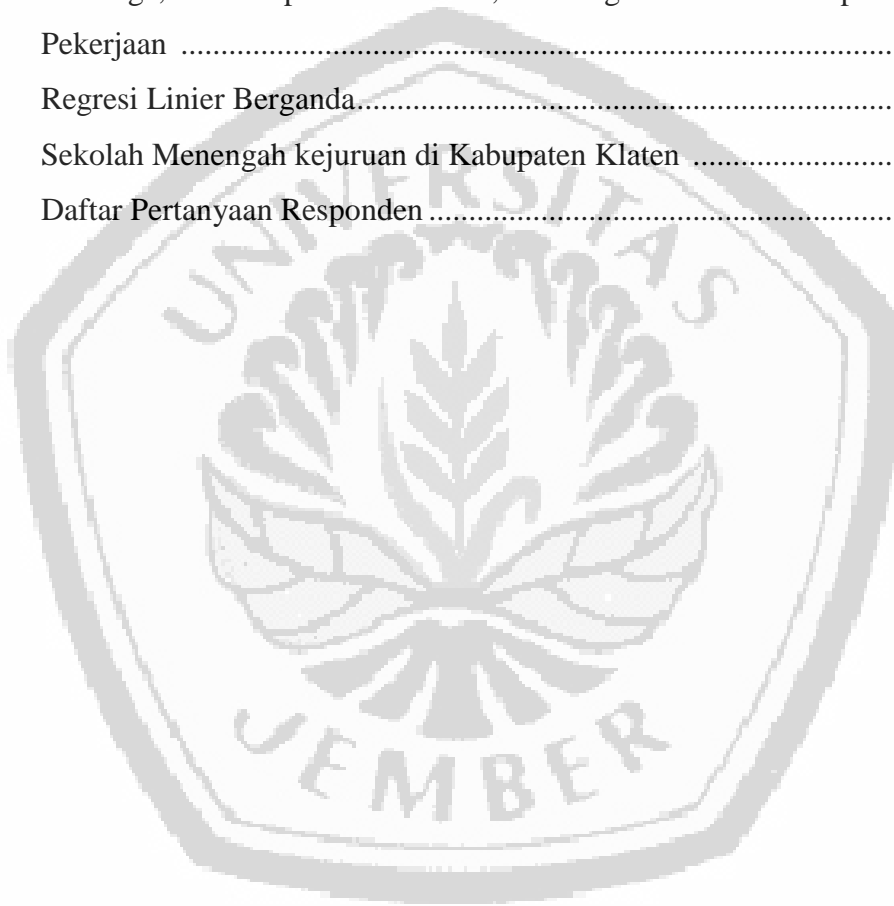 Pekerjaan ................................................................................
Regresi Linier Berganda................................................................
Sekolah Menengah kejuruan di Kabupaten Klaten ........................
Daftar Pertanyaan Responden ......................................................
UNIVERSITAS
JEMBER